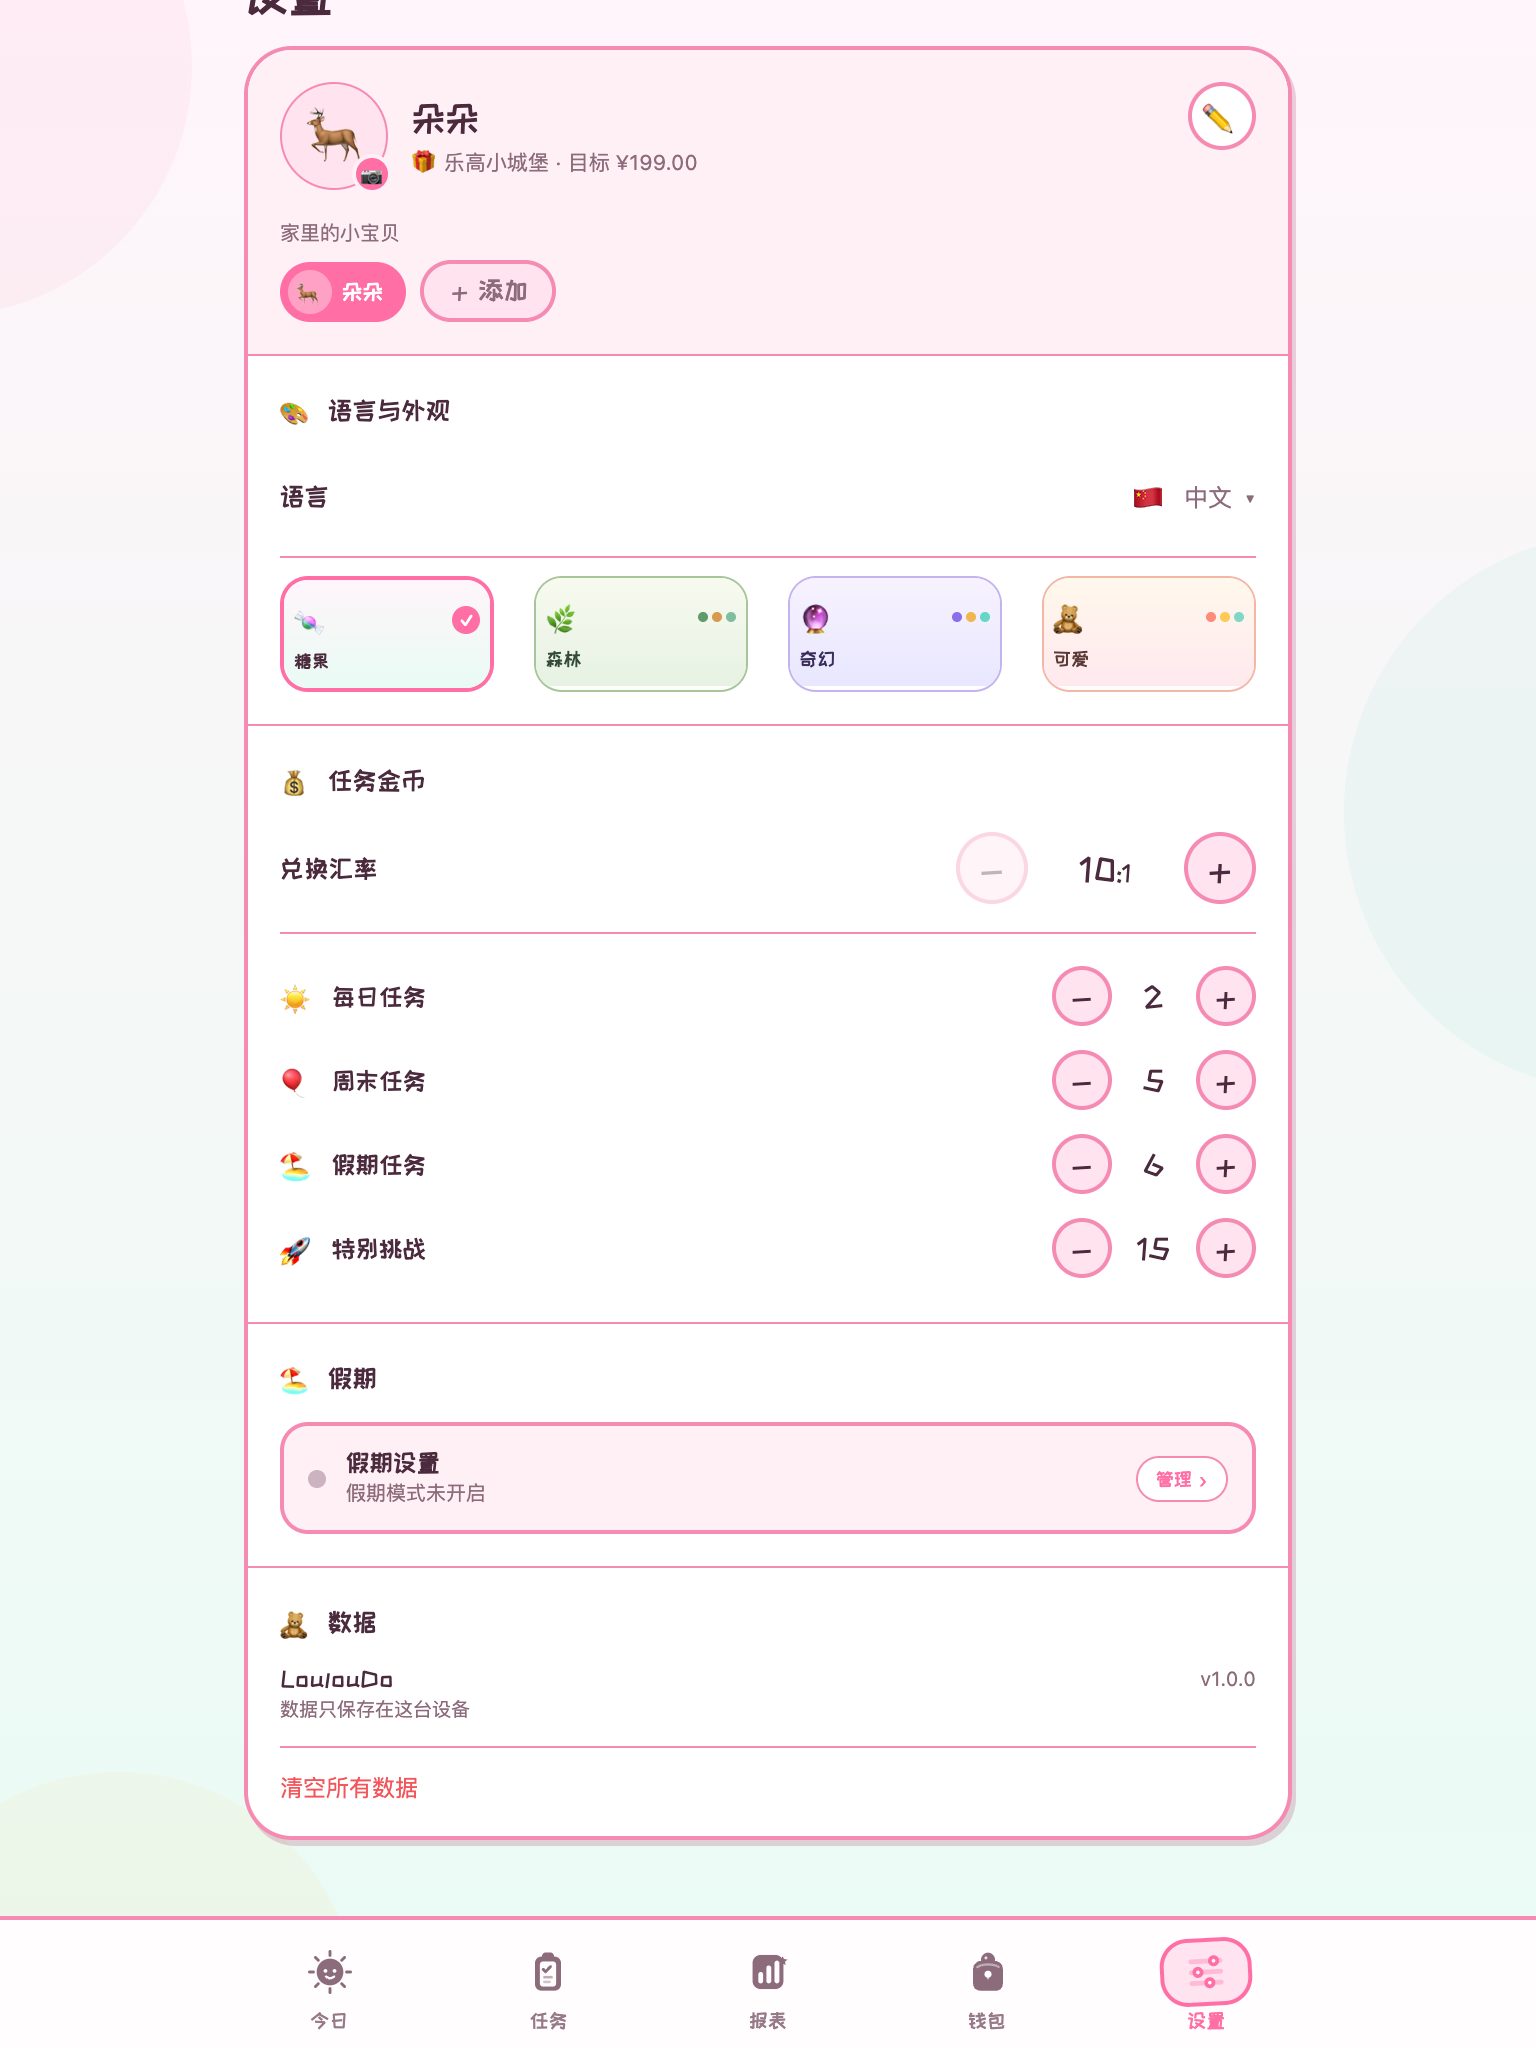 设置
朵朵
乐高小城堡 · 目标 ¥199.00
家里的小宝贝
朵朵
+ 添加
语言与外观
语言
中文 ▾
糖果
森林
奇幻
可爱
任务金币
兑换汇率
− 10:1 +
每日任务
− 2 +
周末任务
− 5 +
假期任务
− 6 +
特别挑战
− 15 +
假期
假期设置
假期模式未开启
管理 ›
数据
LoulouDo
v1.0.0
数据只保存在这台设备
清空所有数据
今日
任务
报表
钱包
设置